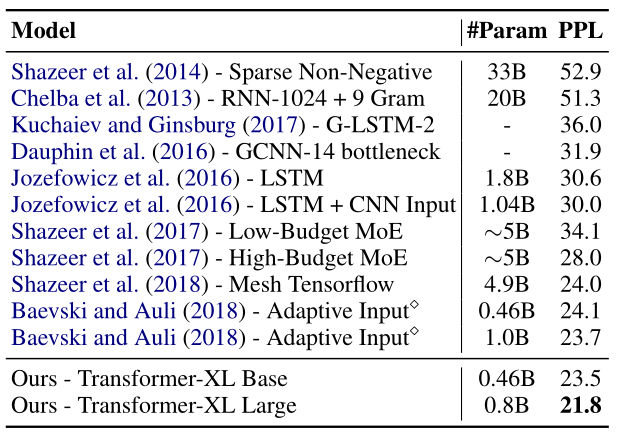 Model #Param PPL
Shazeer et al. (2014) - Sparse Non-Negative 33B 52.9
Chelba et al. (2013) - RNN-1024 + 9 Gram 20B 51.3
Kuchaiev and Ginsburg (2017) - G-LSTM-2 - 36.0
Dauphin et al. (2016) - GCNN-14 bottleneck - 31.9
Jozefowicz et al. (2016) - LSTM 1.8B 30.6
Jozefowicz et al. (2016) - LSTM + CNN Input 1.04B 30.0
Shazeer et al. (2017) - Low-Budget MoE ∼5B 34.1
Shazeer et al. (2017) - High-Budget MoE ∼5B 28.0
Shazeer et al. (2018) - Mesh Tensorflow 4.9B 24.0
Baevski and Auli (2018) - Adaptive Input⋄ 0.46B 24.1
Baevski and Auli (2018) - Adaptive Input⋄ 1.0B 23.7
Ours - Transformer-XL Base 0.46B 23.5
Ours - Transformer-XL Large 0.8B 21.8